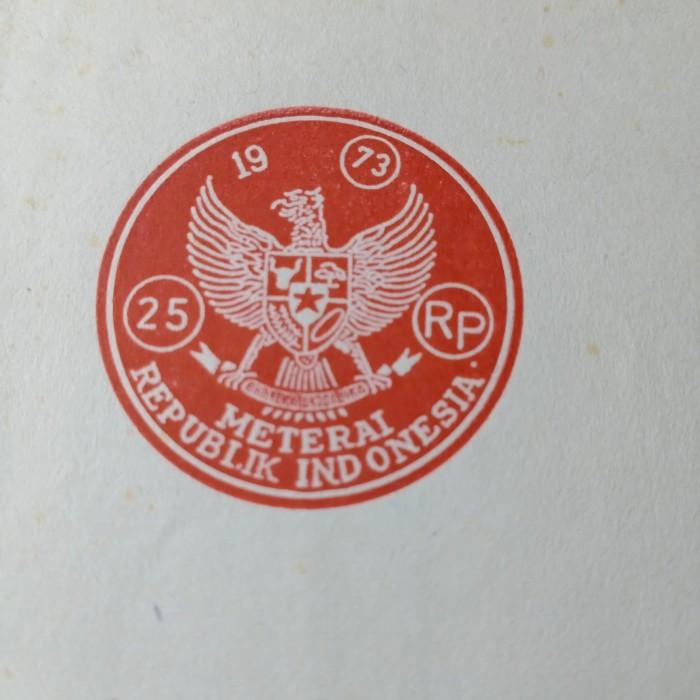 19 73
25 RP
METERAI
REPUBLIK INDONESIA.